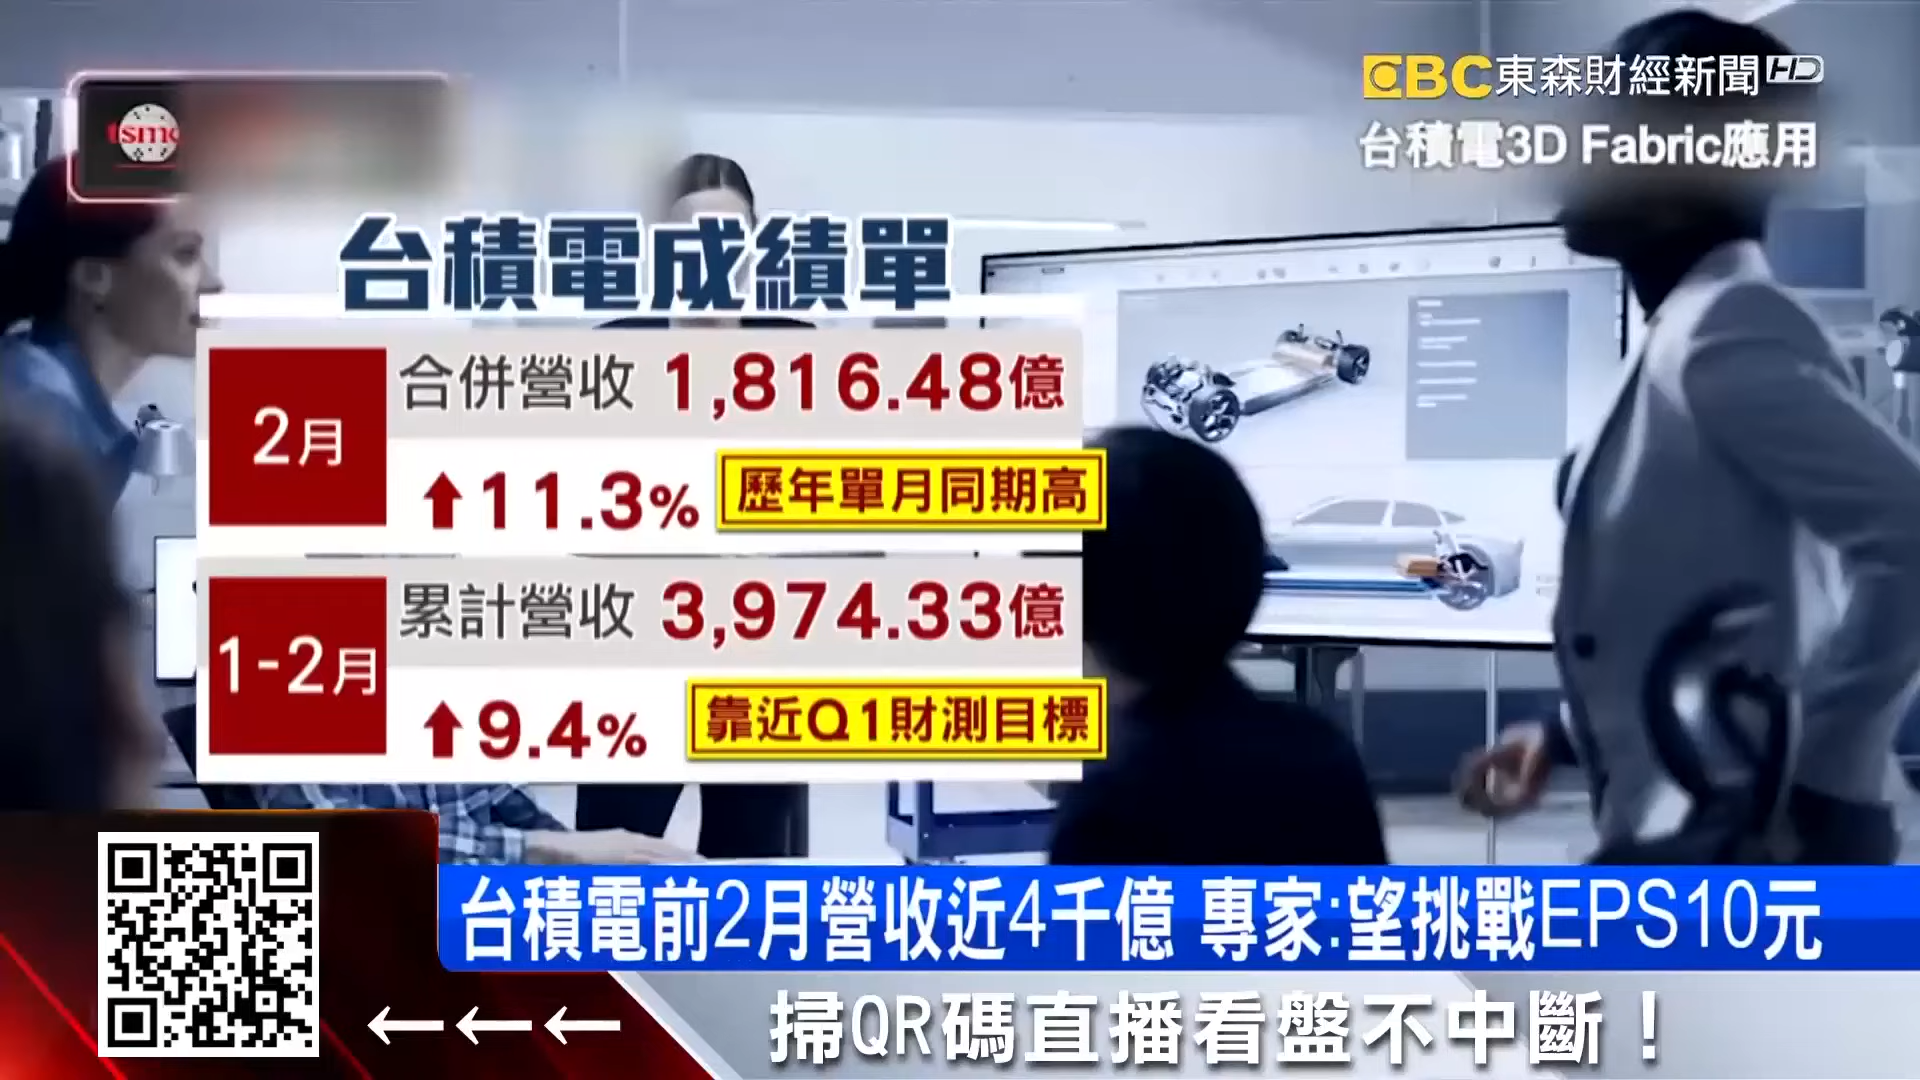 EBC東森財經新聞HD
台積電3D Fabric應用
tsmc
台積電成績單
2月
合併營收 1,816.48億
↑11.3% 歷年單月同期高
1-2月
累計營收 3,974.33億
↑9.4% 靠近Q1財測目標
台積電前2月營收近4千億 專家:望挑戰EPS10元
←←← 掃QR碼直播看盤不中斷！